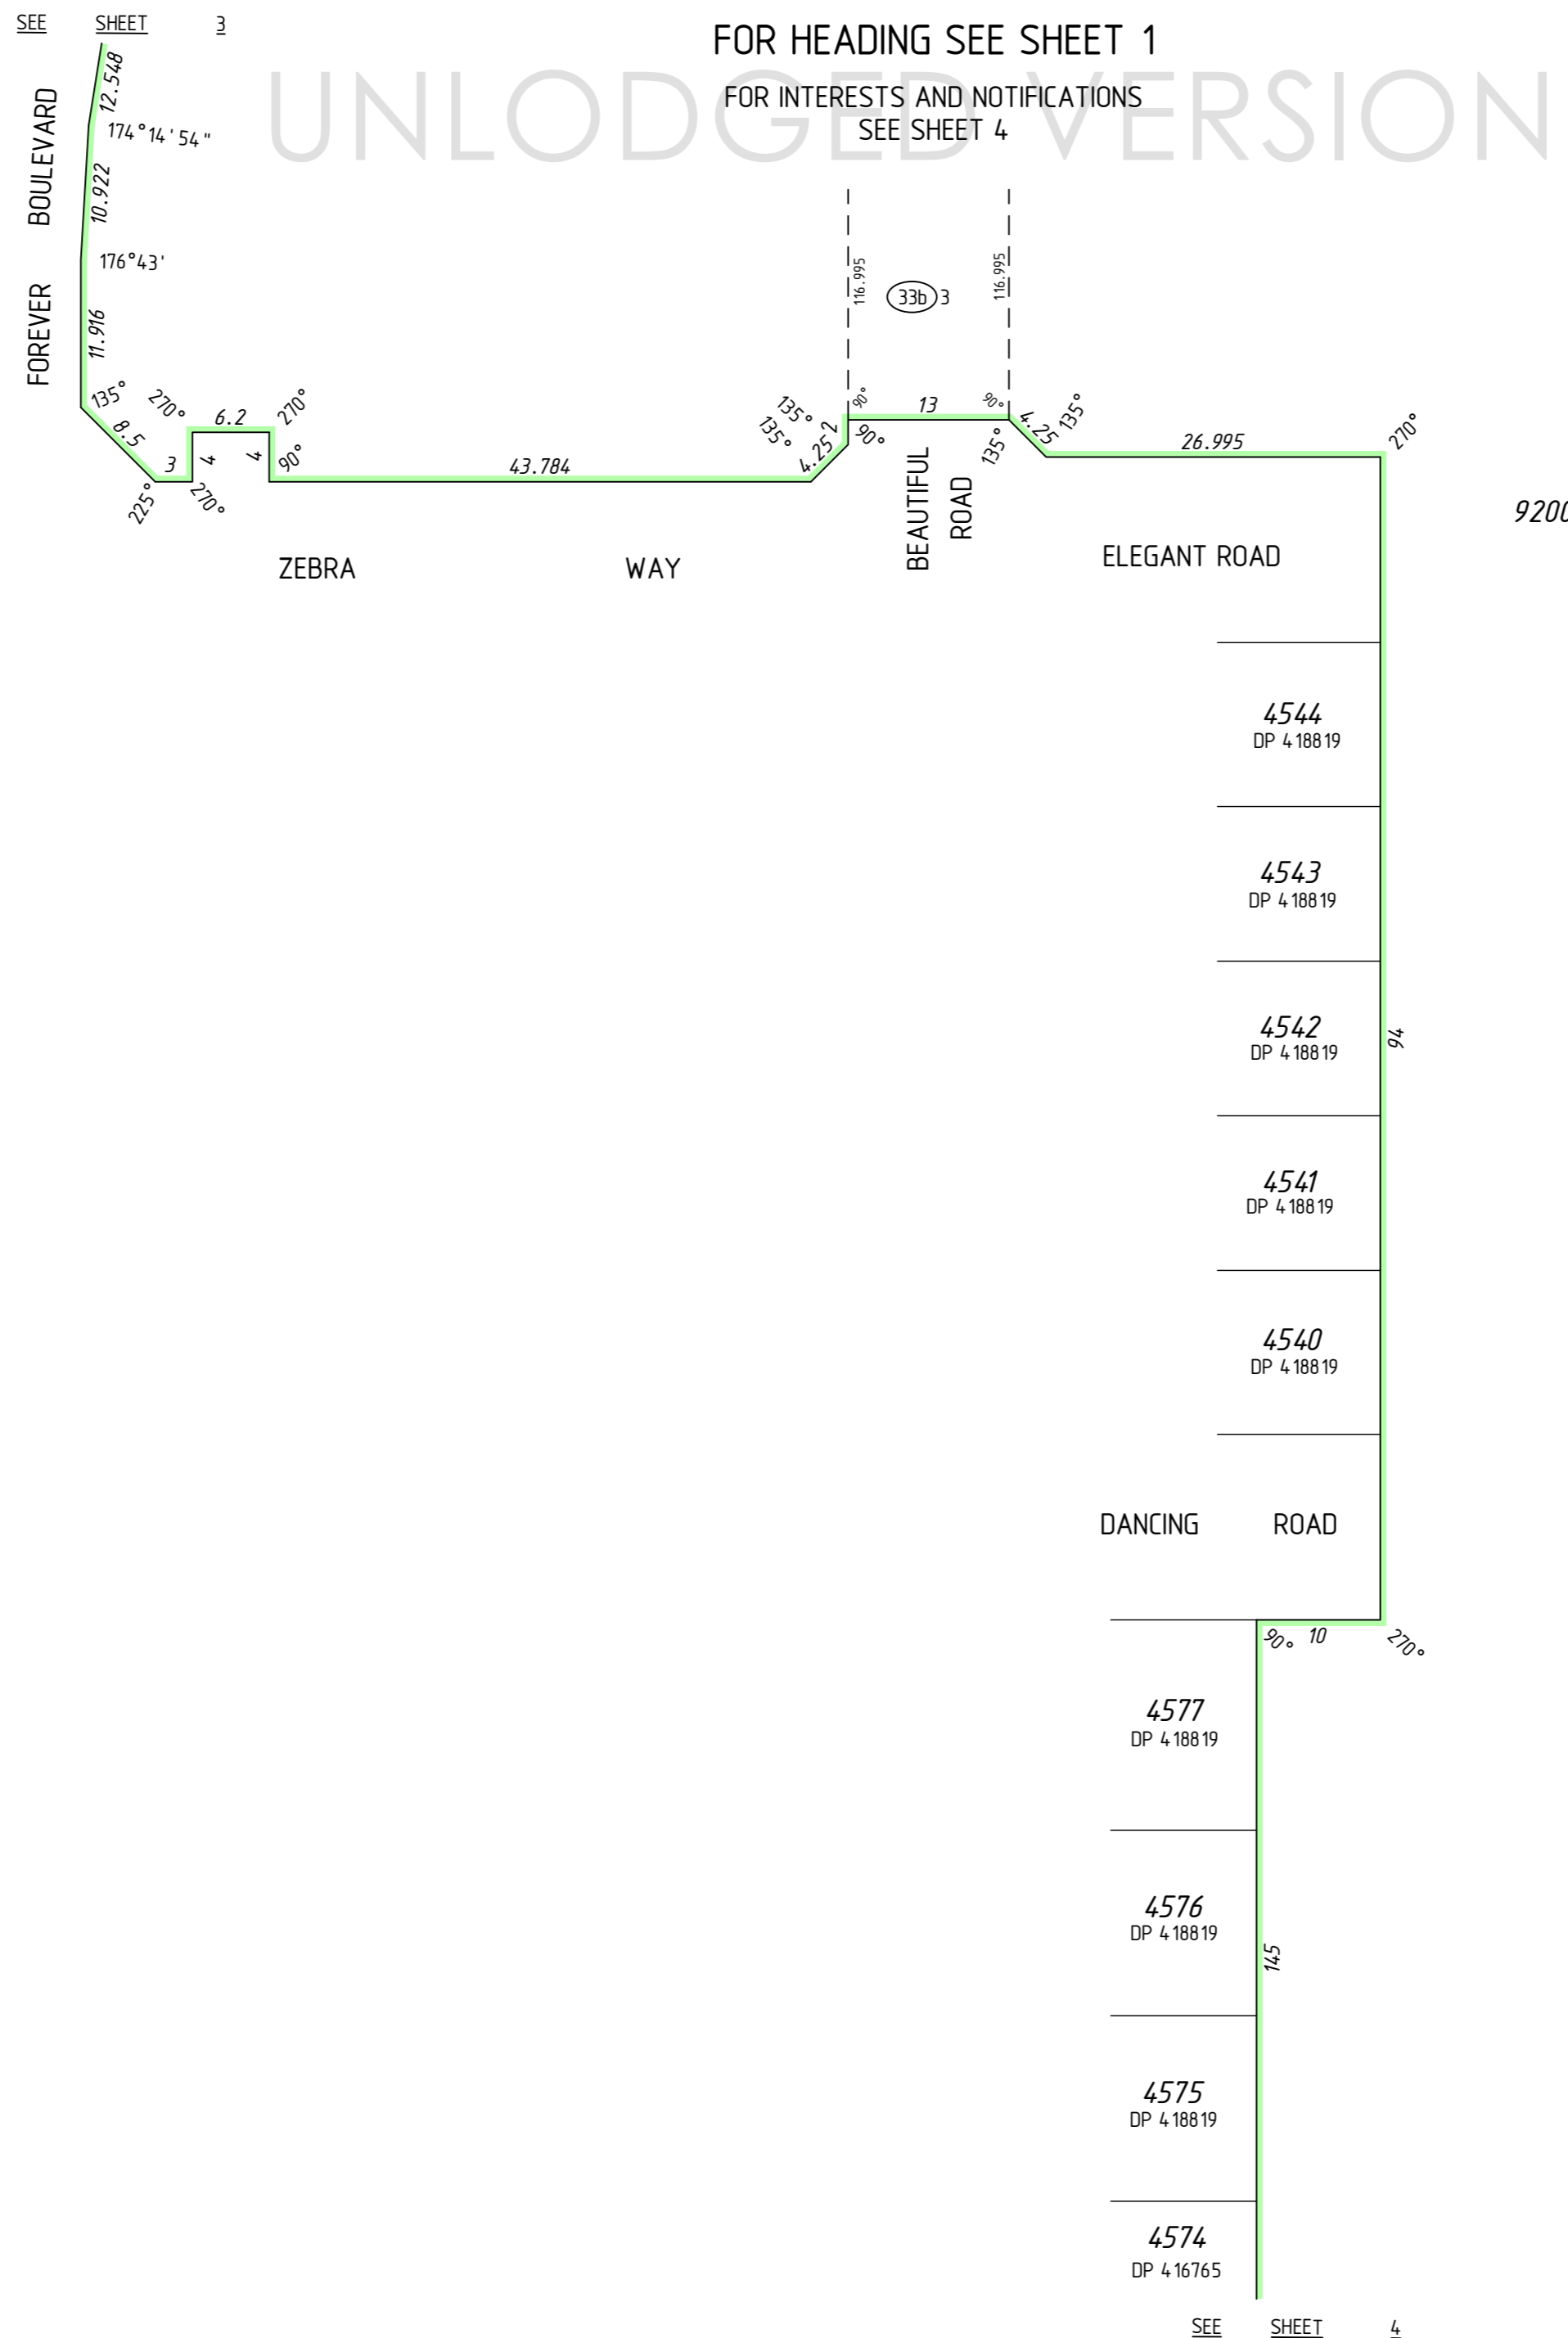 SEE SHEET 3
FOR HEADING SEE SHEET 1
UNLODGED VERSION
FOR INTERESTS AND NOTIFICATIONS
SEE SHEET 4
FOREVER BOULEVARD
12.548
174°14'54"
10.922
176°43'
11.916
135°
8.5
225°
3
270°
4
270°
6.2
270°
4
90°
43.784
135°
135°
4.25
2
90°
90°
116.995
33b 3
116.995
13
90°
135°
4.25
135°
26.995
270°
9200
ZEBRA WAY
BEAUTIFUL
ROAD
ELEGANT ROAD
4544
DP 418819
4543
DP 418819
4542
DP 418819
94
4541
DP 418819
4540
DP 418819
DANCING ROAD
90°
10
270°
4577
DP 418819
4576
DP 418819
145
4575
DP 418819
4574
DP 416765
SEE SHEET 4